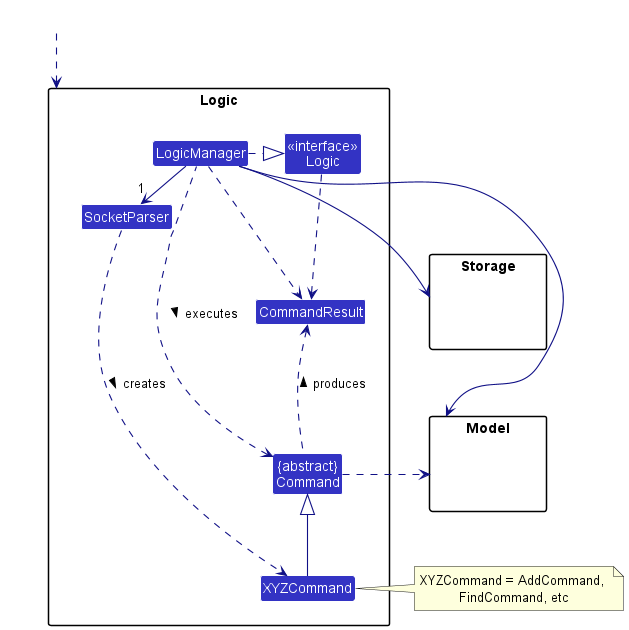 Logic
LogicManager
«interface»
Logic
1
SocketParser
Storage
executes
CommandResult
creates
produces
Model
{abstract}
Command
XYZCommand
XYZCommand = AddCommand,
FindCommand, etc